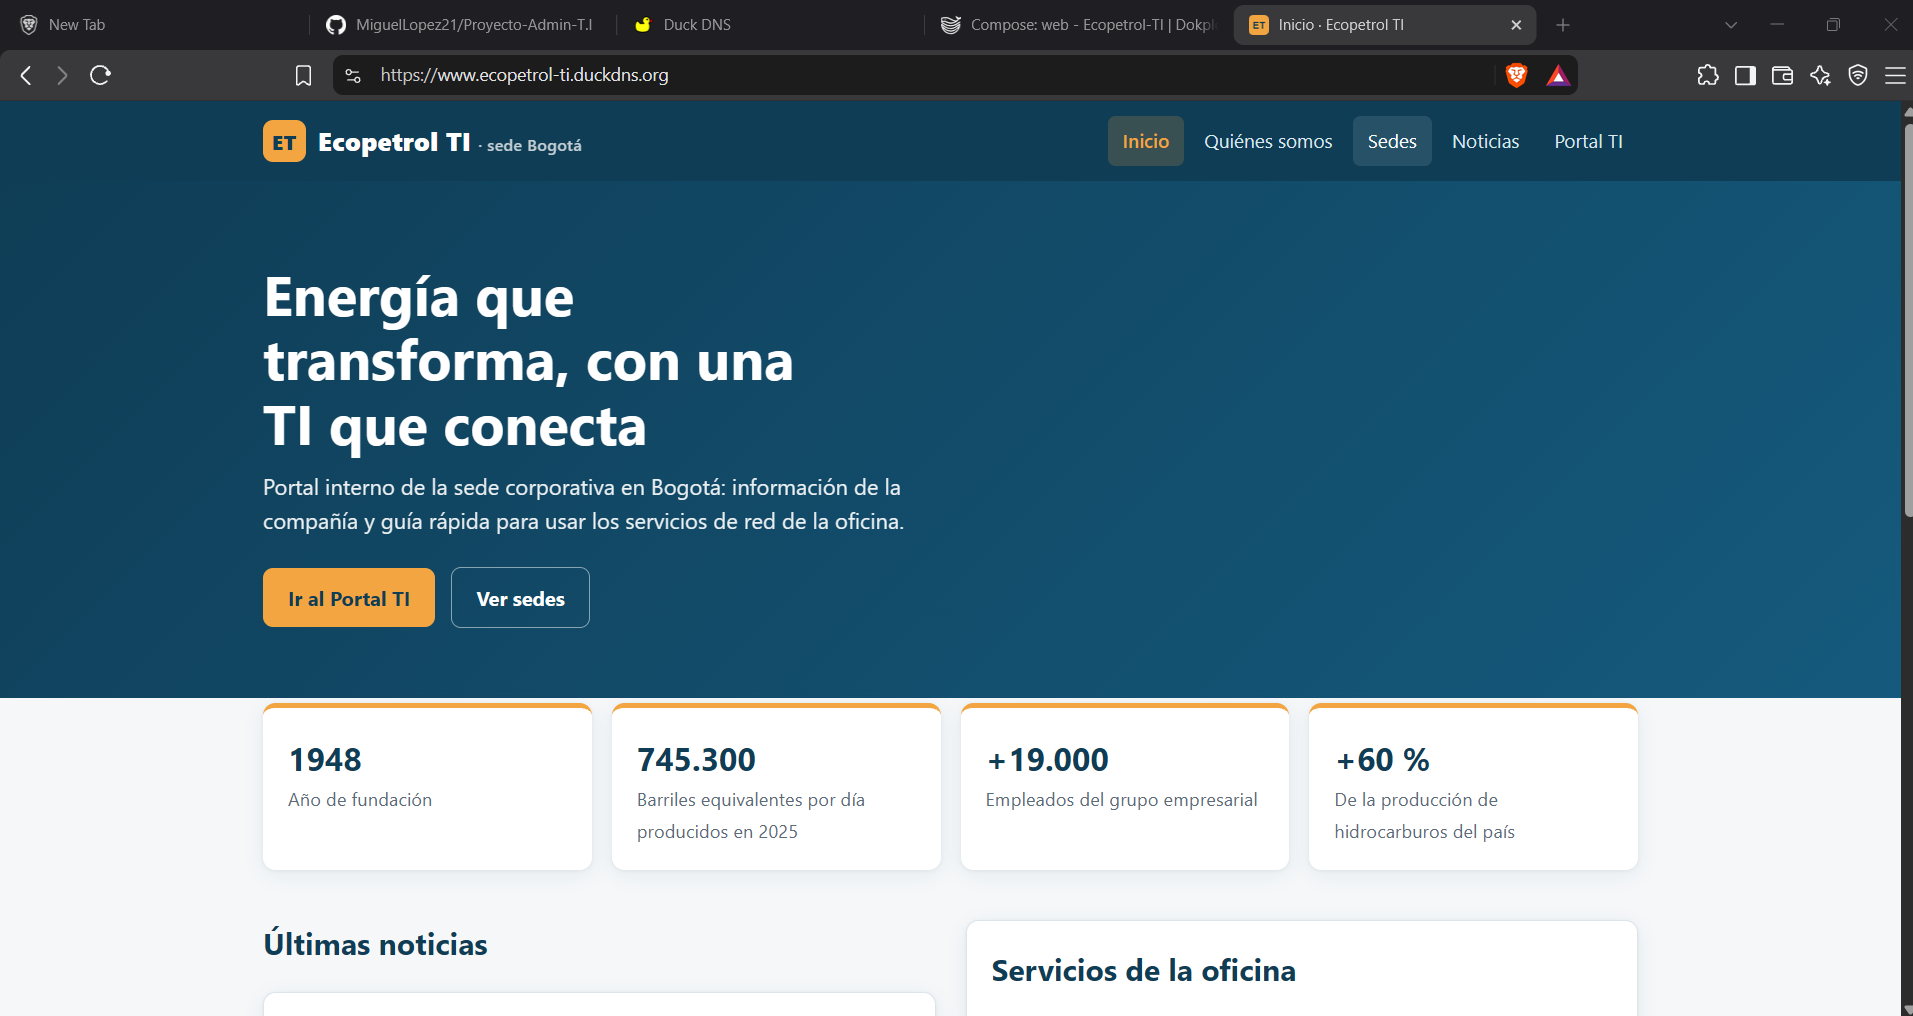 New Tab
MiguelLopez21/Proyecto-Admin-T.I
Duck DNS
Compose: web - Ecopetrol-TI | Dokpl
ET
Inicio · Ecopetrol TI
https://www.ecopetrol-ti.duckdns.org
ET
Ecopetrol TI · sede Bogotá
Inicio
Quiénes somos
Sedes
Noticias
Portal TI
Energía que
transforma, con una
TI que conecta
Portal interno de la sede corporativa en Bogotá: información de la
compañía y guía rápida para usar los servicios de red de la oficina.
Ir al Portal TI
Ver sedes
1948
Año de fundación
745.300
Barriles equivalentes por día
producidos en 2025
+19.000
Empleados del grupo empresarial
+60 %
De la producción de
hidrocarburos del país
Últimas noticias
Servicios de la oficina